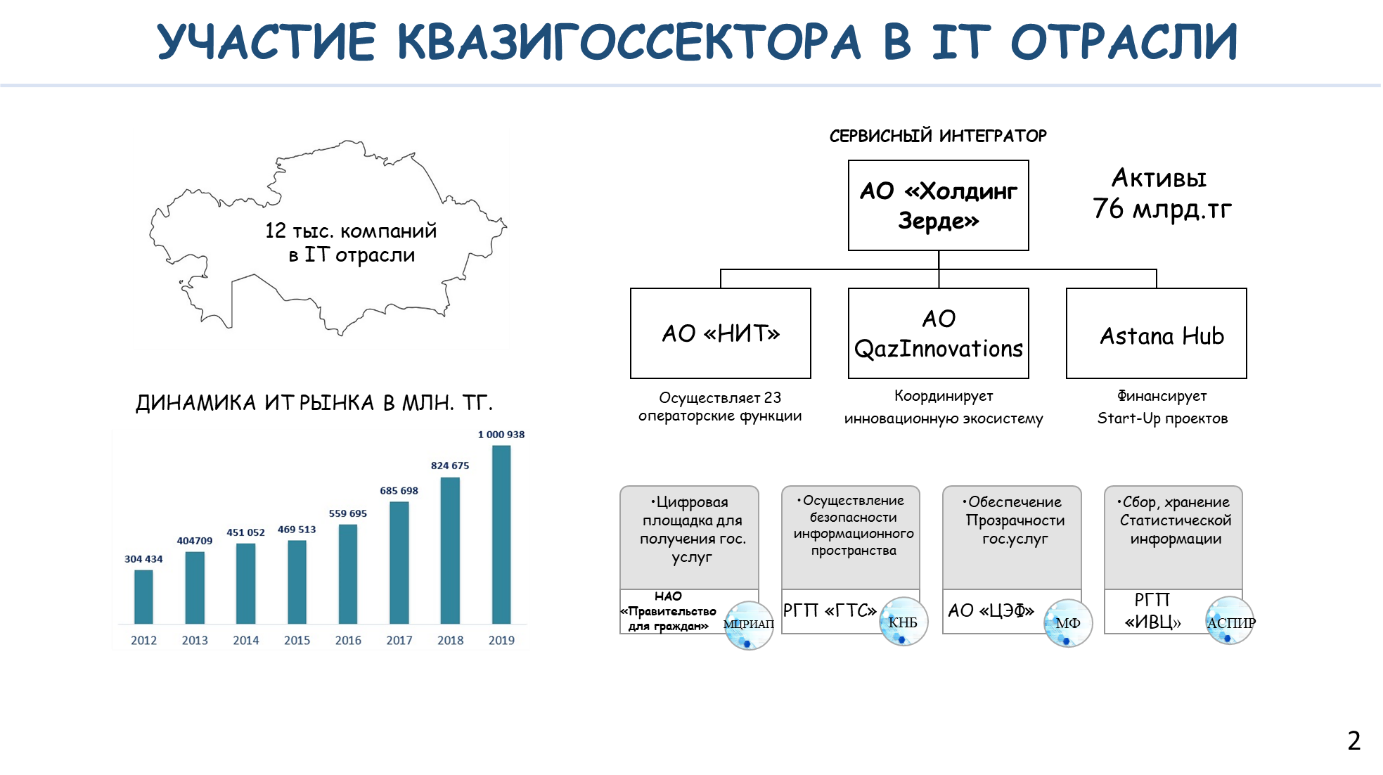 УЧАСТИЕ КВАЗИГОССЕКТОРА В IT ОТРАСЛИ
12 тыс. компаний
в IT отрасли
ДИНАМИКА ИТ РЫНКА В МЛН. ТГ.
304 434
404709
451 052
469 513
559 695
685 698
824 675
1 000 938
2012
2013
2014
2015
2016
2017
2018
2019
СЕРВИСНЫЙ ИНТЕГРАТОР
АО «Холдинг
Зерде»
Активы
76 млрд.тг
АО «НИТ»
АО
QazInnovations
Astana Hub
Осуществляет 23
операторские функции
Координирует
инновационную экосистему
Финансирует
Start-Up проектов
•Цифровая
площадка для
получения гос.
услуг
НАО
«Правительство
для граждан»
МЦРИАП
•Осуществление
безопасности
информационного
пространства
РГП «ГТС»
КНБ
•Обеспечение
Прозрачности
гос.услуг
АО «ЦЭФ»
МФ
•Сбор, хранение
Статистической
информации
РГП
«ИВЦ»
АСПИР
2